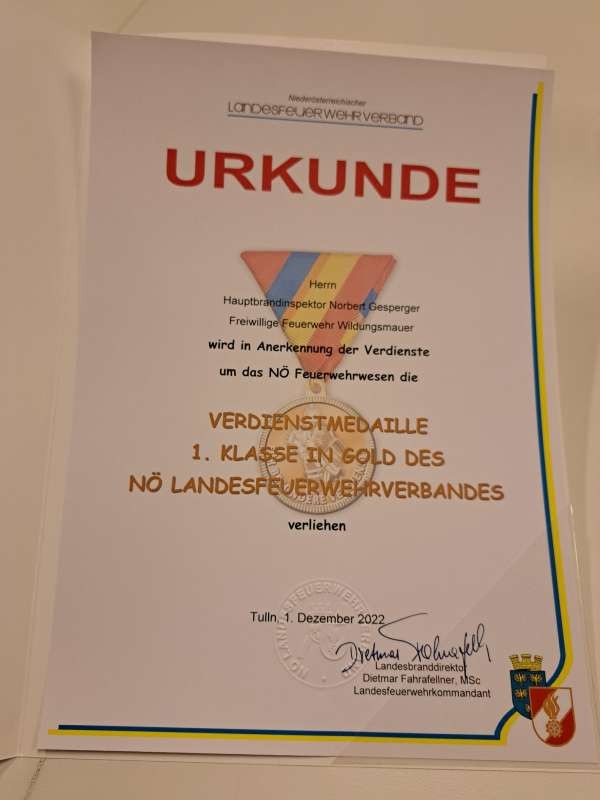 Niederösterreichischer
LANDESFEUERWEHRVERBAND
URKUNDE
Herrn
Hauptbrandinspektor Norbert Gesperger
Freiwillige Feuerwehr Wildungsmauer
wird in Anerkennung der Verdienste
um das NÖ Feuerwehrwesen die
VERDIENSTMEDAILLE
1. KLASSE IN GOLD DES
NÖ LANDESFEUERWEHRVERBANDES
verliehen
Tulln, 1. Dezember 2022
Landesbranddirektor
Dietmar Fahrafellner, MSc
Landesfeuerwehrkommandant